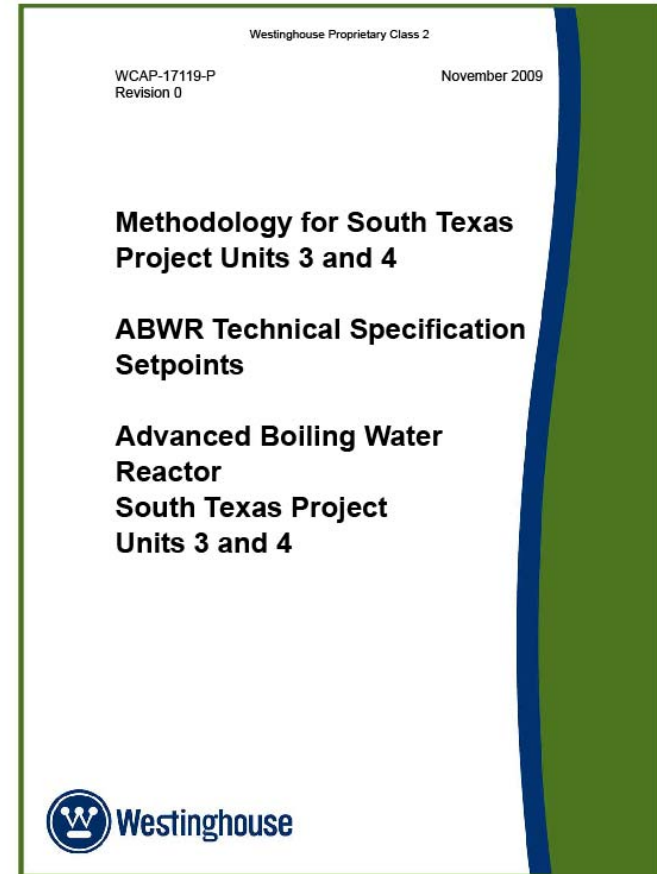 Westinghouse Proprietary Class 2
WCAP-17119-P
November 2009
Revision 0
Methodology for South Texas
Project Units 3 and 4
ABWR Technical Specification
Setpoints
Advanced Boiling Water
Reactor
South Texas Project
Units 3 and 4
W
Westinghouse